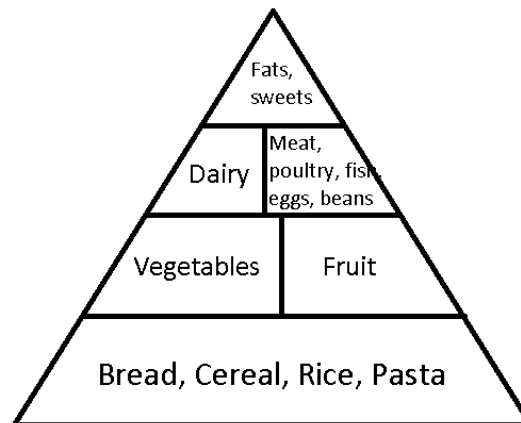 Fats,
sweets
Dairy
Meat,
poultry, fish,
eggs, beans
Vegetables
Fruit
Bread, Cereal, Rice, Pasta